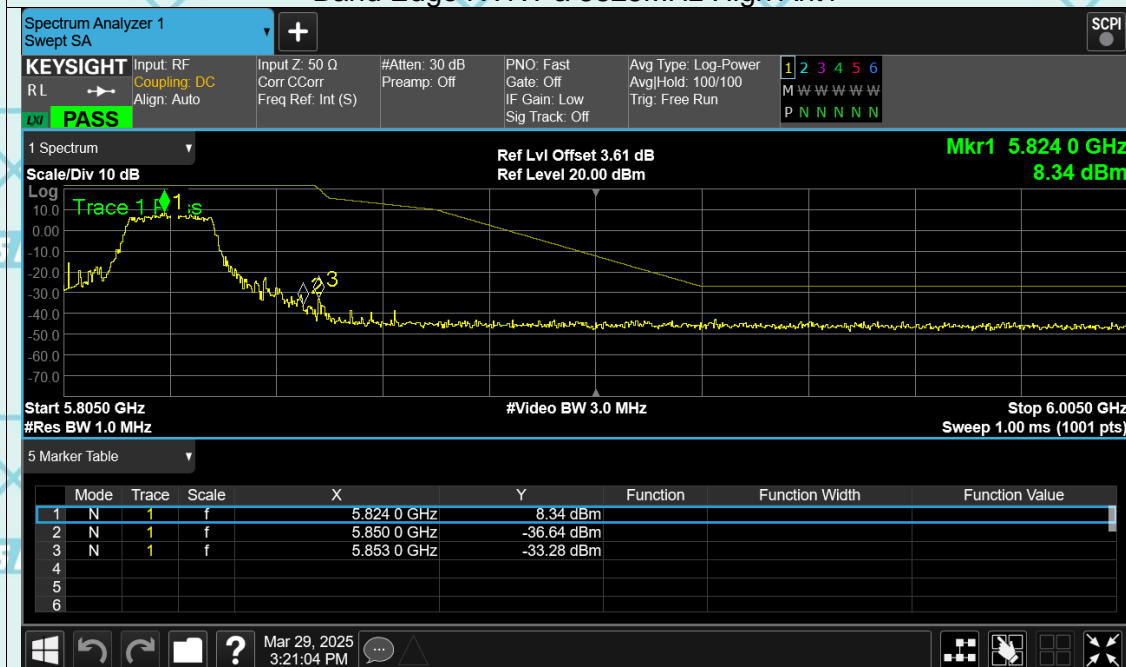 Spectrum Analyzer 1
Swept SA
+
SCPI
KEYSIGHT
RL
LXI PASS
Input: RF
Coupling: DC
Align: Auto
Input Z: 50 Ω
Corr CCorr
Freq Ref: Int (S)
#Atten: 30 dB
Preamp: Off
PNO: Fast
Gate: Off
IF Gain: Low
Sig Track: Off
Avg Type: Log-Power
Avg|Hold: 100/100
Trig: Free Run
1 2 3 4 5 6
M W W W W W
P N N N N N
1 Spectrum
Scale/Div 10 dB
Ref Lvl Offset 3.61 dB
Ref Level 20.00 dBm
Mkr1 5.824 0 GHz
8.34 dBm
Log
Trace 1 Pass
1
2
3
10.0
0.00
-10.0
-20.0
-30.0
-40.0
-50.0
-60.0
-70.0
Start 5.8050 GHz
#Video BW 3.0 MHz
Stop 6.0050 GHz
#Res BW 1.0 MHz
Sweep 1.00 ms (1001 pts)
5 Marker Table
Mode Trace Scale X Y Function Function Width Function Value
1 N 1 f 5.824 0 GHz 8.34 dBm
2 N 1 f 5.850 0 GHz -36.64 dBm
3 N 1 f 5.853 0 GHz -33.28 dBm
4
5
6
?
Mar 29, 2025
3:21:04 PM